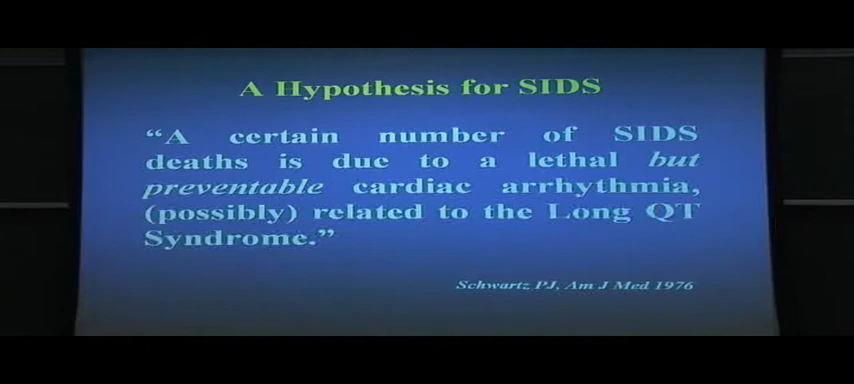 A Hypothesis for SIDS
“A certain number of SIDS
deaths is due to a lethal but
preventable cardiac arrhythmia,
(possibly) related to the Long QT
Syndrome.”
Schwartz PJ, Am J Med 1976